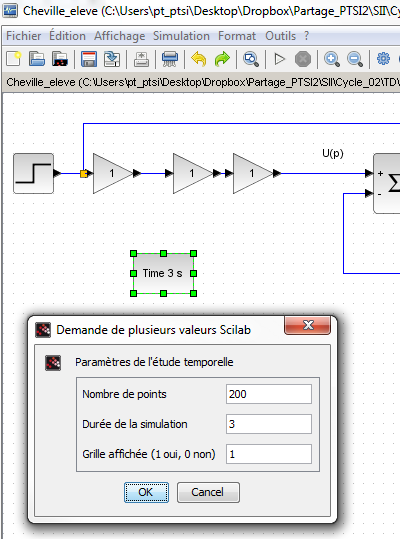 Cheville_eleve (C:\Users\pt_ptsi\Desktop\Dropbox\Partage_PTSI2\SII\Cy
Fichier Édition Affichage Simulation Format Outils ?
Cheville_eleve (C:\Users\pt_ptsi\Desktop\Dropbox\Partage_PTSI2\SII\Cycle_02\TD\
1 1 1 U(p) + - Σ
Time 3 s
Demande de plusieurs valeurs Scilab
Paramètres de l'étude temporelle
Nombre de points 200
Durée de la simulation 3
Grille affichée (1 oui, 0 non) 1
OK Cancel